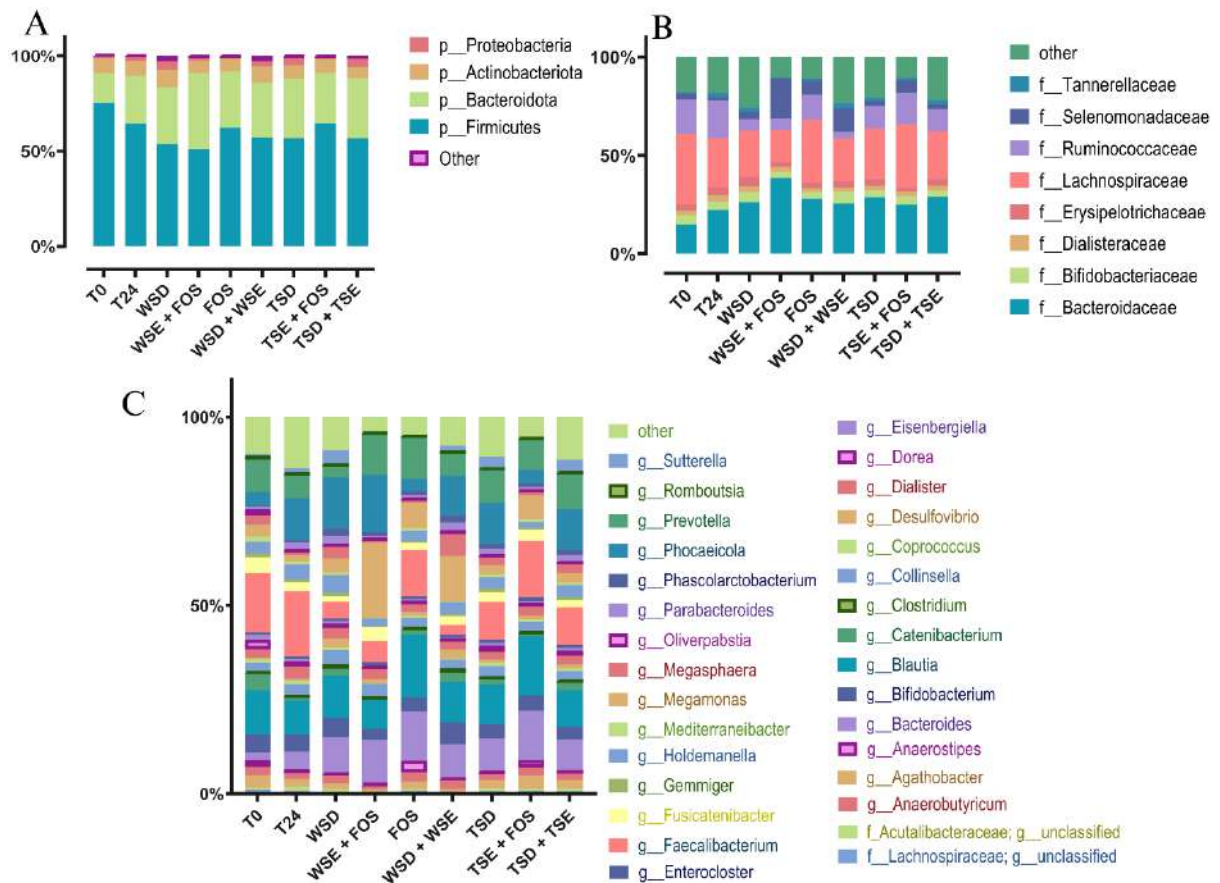 A
100%
50%
0%
T0
T24
WSD
WSE + FOS
FOS
WSD + WSE
TSD
TSE + FOS
TSD + TSE
p__Proteobacteria
p__Actinobacteriota
p__Bacteroidota
p__Firmicutes
Other
B
100%
50%
0%
T0
T24
WSD
WSE + FOS
FOS
WSD + WSE
TSD
TSE + FOS
TSD + TSE
other
f__Tannerellaceae
f__Selenomonadaceae
f__Ruminococcaceae
f__Lachnospiraceae
f__Erysipelotrichaceae
f__Dialisteraceae
f__Bifidobacteriaceae
f__Bacteroidaceae
C
100%
50%
0%
T0
T24
WSD
WSE + FOS
FOS
WSD + WSE
TSD
TSE + FOS
TSD + TSE
other
g__Sutterella
g__Romboutsia
g__Prevotella
g__Phocaeicola
g__Phascolarctobacterium
g__Parabacteroides
g__Oliverpabstia
g__Megasphaera
g__Megamonas
g__Mediterraneibacter
g__Holdemanella
g__Gemmiger
g__Fusicatenibacter
g__Faecalibacterium
g__Enterocloster
g__Eisenbergiella
g__Dorea
g__Dialister
g__Desulfovibrio
g__Coprococcus
g__Collinsella
g__Clostridium
g__Catenibacterium
g__Blautia
g__Bifidobacterium
g__Bacteroides
g__Anaerostipes
g__Agathobacter
g__Anaerobutyricum
f_Acutalibacteraceae; g__unclassified
f__Lachnospiraceae; g__unclassified